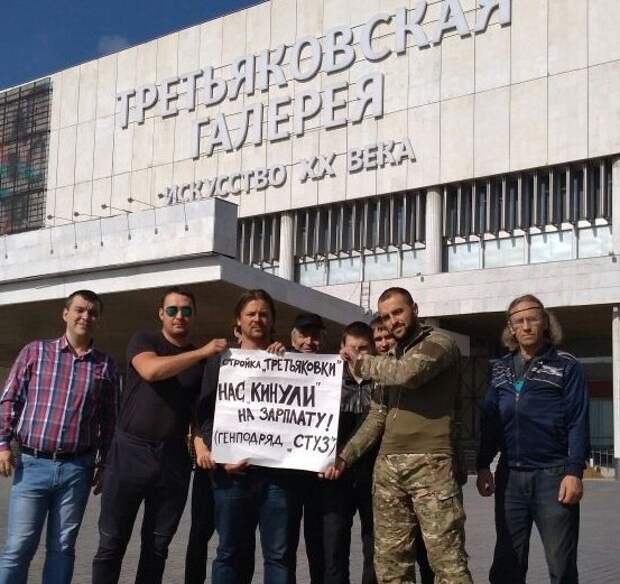 ТРЕТЬЯКОВСКАЯ
ГАЛЕРЕЯ
ИСКУССТВО XX ВЕКА
СТРОЙКА „ТРЕТЬЯКОВКИ"
НАС „КИНУЛИ"
НА ЗАРПЛАТУ!
(ГЕНПОДРЯД „СТУЗ")